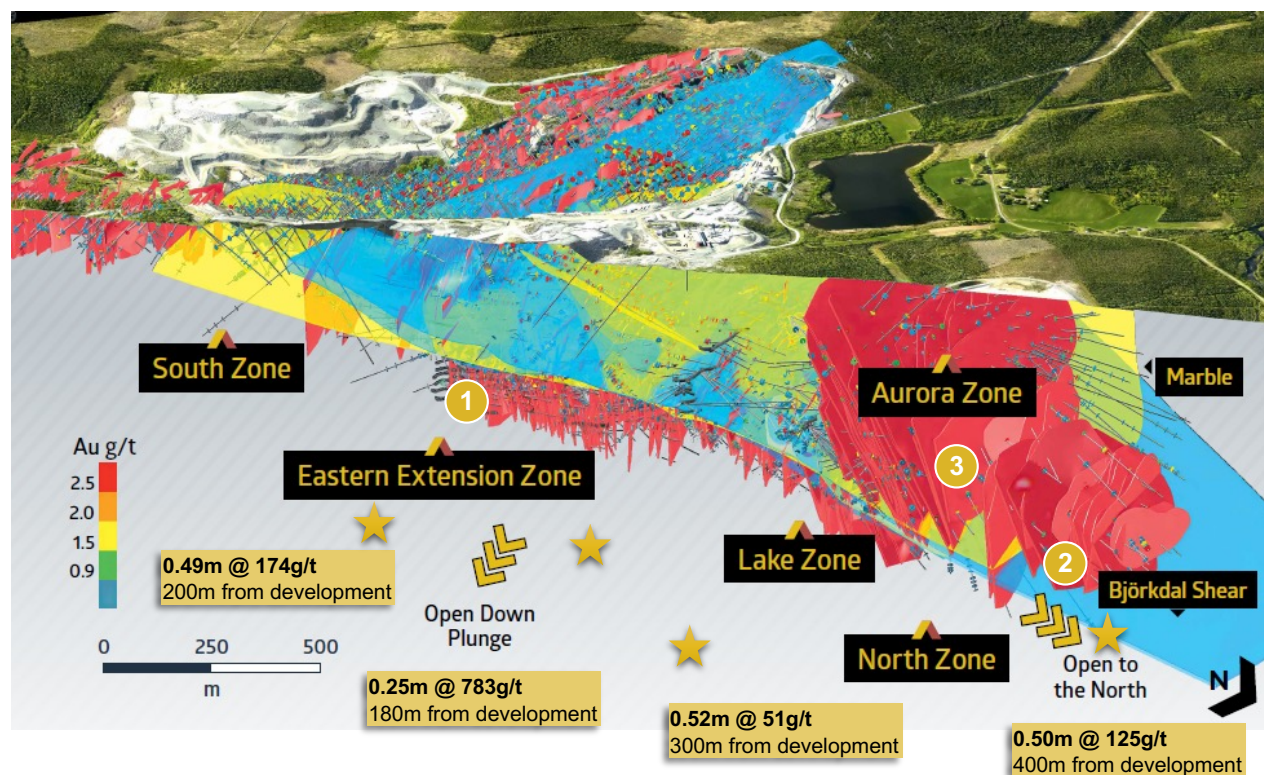 South Zone
1
Aurora Zone
Marble
3
Au g/t
2.5
2.0
1.5
0.9
Eastern Extension Zone
Lake Zone
2
Björkdal Shear
0.49m @ 174g/t
200m from development
Open Down
Plunge
North Zone
Open to
the North
N
0 250 500
m
0.25m @ 783g/t
180m from development
0.52m @ 51g/t
300m from development
0.50m @ 125g/t
400m from development